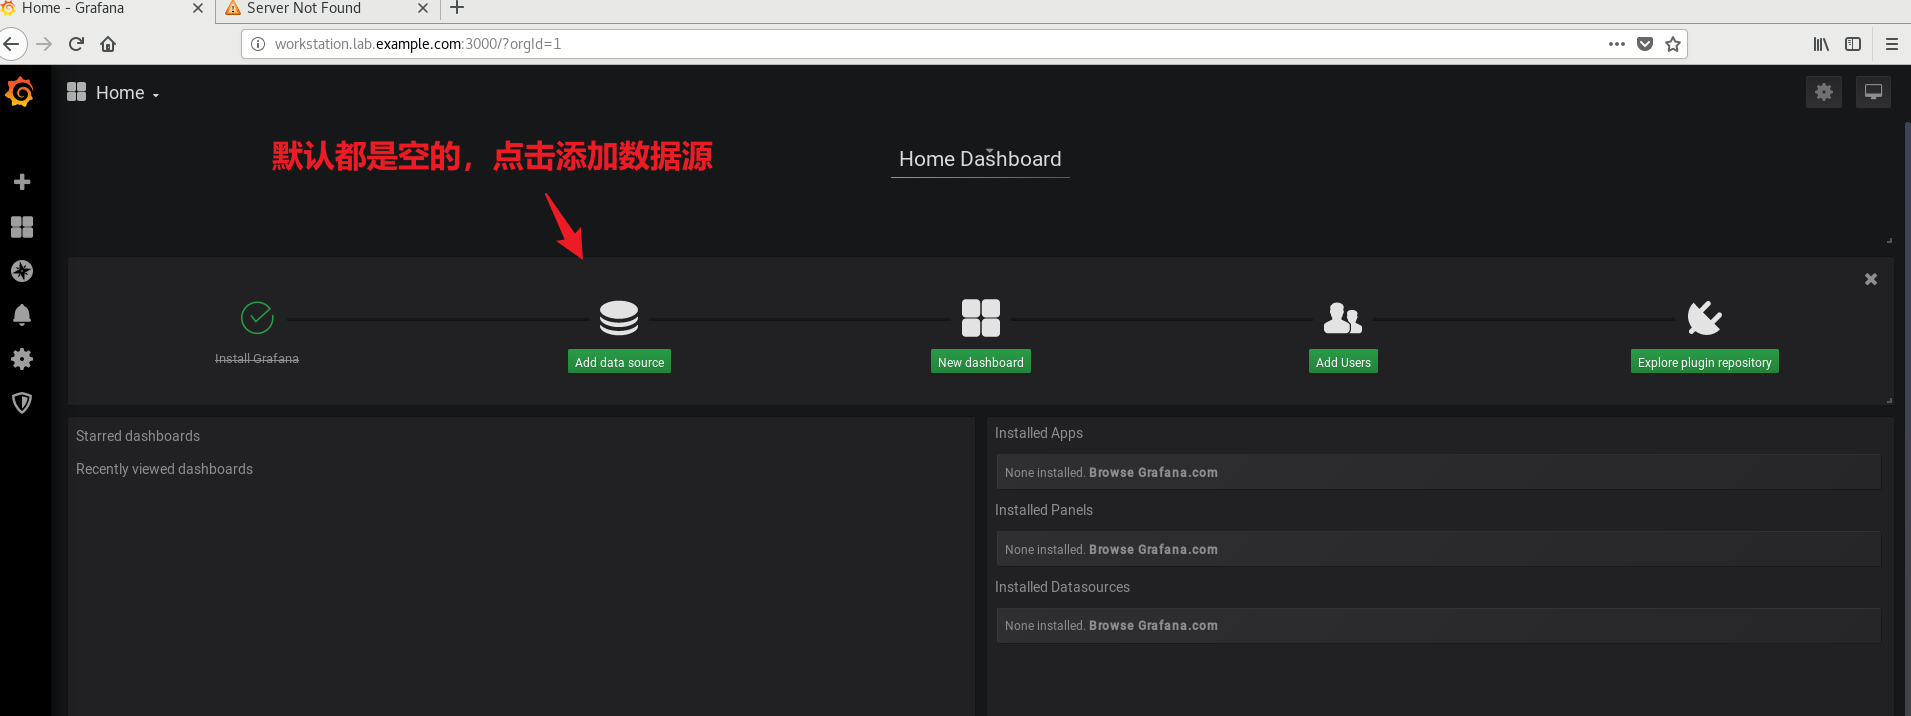 Home - Grafana
Server Not Found
workstation.lab.example.com:3000/?orgId=1
Home
默认都是空的，点击添加数据源
Home Dashboard
Install Grafana
Add data source
New dashboard
Add Users
Explore plugin repository
Starred dashboards
Recently viewed dashboards
Installed Apps
None installed. Browse Grafana.com
Installed Panels
None installed. Browse Grafana.com
Installed Datasources
None installed. Browse Grafana.com